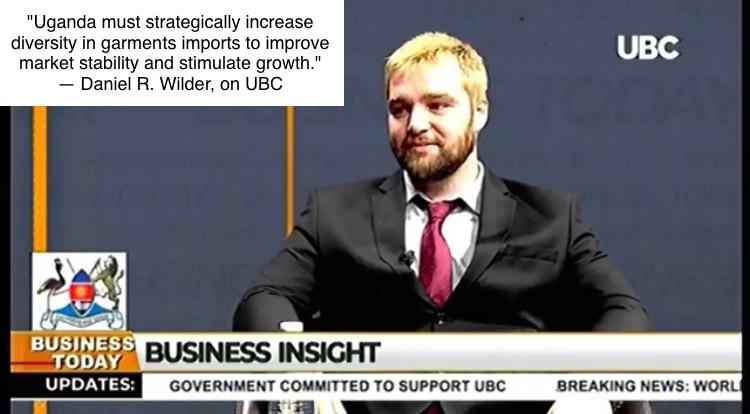 "Uganda must strategically increase
diversity in garments imports to improve
market stability and stimulate growth."
— Daniel R. Wilder, on UBC
UBC
BUSINESS
TODAY
BUSINESS INSIGHT
UPDATES:
GOVERNMENT COMMITTED TO SUPPORT UBC
.BREAKING NEWS: WORL